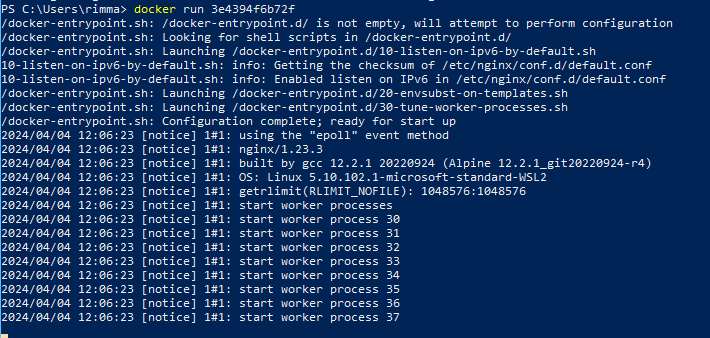 PS C:\Users\rimma> docker run 3e4394f6b72f
/docker-entrypoint.sh: /docker-entrypoint.d/ is not empty, will attempt to perform configuration
/docker-entrypoint.sh: Looking for shell scripts in /docker-entrypoint.d/
/docker-entrypoint.sh: Launching /docker-entrypoint.d/10-listen-on-ipv6-by-default.sh
10-listen-on-ipv6-by-default.sh: info: Getting the checksum of /etc/nginx/conf.d/default.conf
10-listen-on-ipv6-by-default.sh: info: Enabled listen on IPv6 in /etc/nginx/conf.d/default.conf
/docker-entrypoint.sh: Launching /docker-entrypoint.d/20-envsubst-on-templates.sh
/docker-entrypoint.sh: Launching /docker-entrypoint.d/30-tune-worker-processes.sh
/docker-entrypoint.sh: Configuration complete; ready for start up
2024/04/04 12:06:23 [notice] 1#1: using the "epoll" event method
2024/04/04 12:06:23 [notice] 1#1: nginx/1.23.3
2024/04/04 12:06:23 [notice] 1#1: built by gcc 12.2.1 20220924 (Alpine 12.2.1_git20220924-r4)
2024/04/04 12:06:23 [notice] 1#1: OS: Linux 5.10.102.1-microsoft-standard-WSL2
2024/04/04 12:06:23 [notice] 1#1: getrlimit(RLIMIT_NOFILE): 1048576:1048576
2024/04/04 12:06:23 [notice] 1#1: start worker processes
2024/04/04 12:06:23 [notice] 1#1: start worker process 30
2024/04/04 12:06:23 [notice] 1#1: start worker process 31
2024/04/04 12:06:23 [notice] 1#1: start worker process 32
2024/04/04 12:06:23 [notice] 1#1: start worker process 33
2024/04/04 12:06:23 [notice] 1#1: start worker process 34
2024/04/04 12:06:23 [notice] 1#1: start worker process 35
2024/04/04 12:06:23 [notice] 1#1: start worker process 36
2024/04/04 12:06:23 [notice] 1#1: start worker process 37